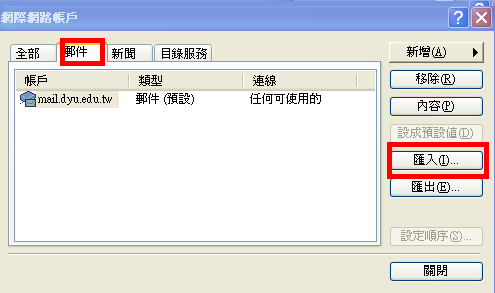 網際網路帳戶
全部 郵件 新聞 目錄服務
帳戶 類型 連線
mail.dyu.edu.tw 郵件 (預設) 任何可使用的
新增(A)
移除(R)
內容(P)
設成預設值(D)
匯入(I)...
匯出(E)...
設定順序(S)...
關閉